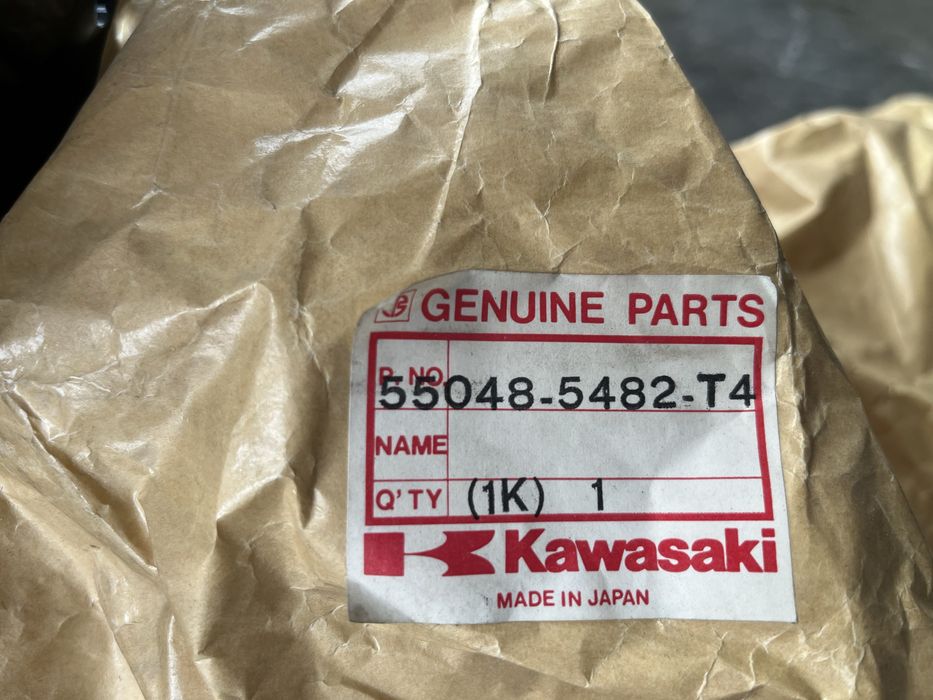 GENUINE PARTS
P. NO.
55048-5482-T4
NAME
Q'TY (1K) 1
Kawasaki
MADE IN JAPAN